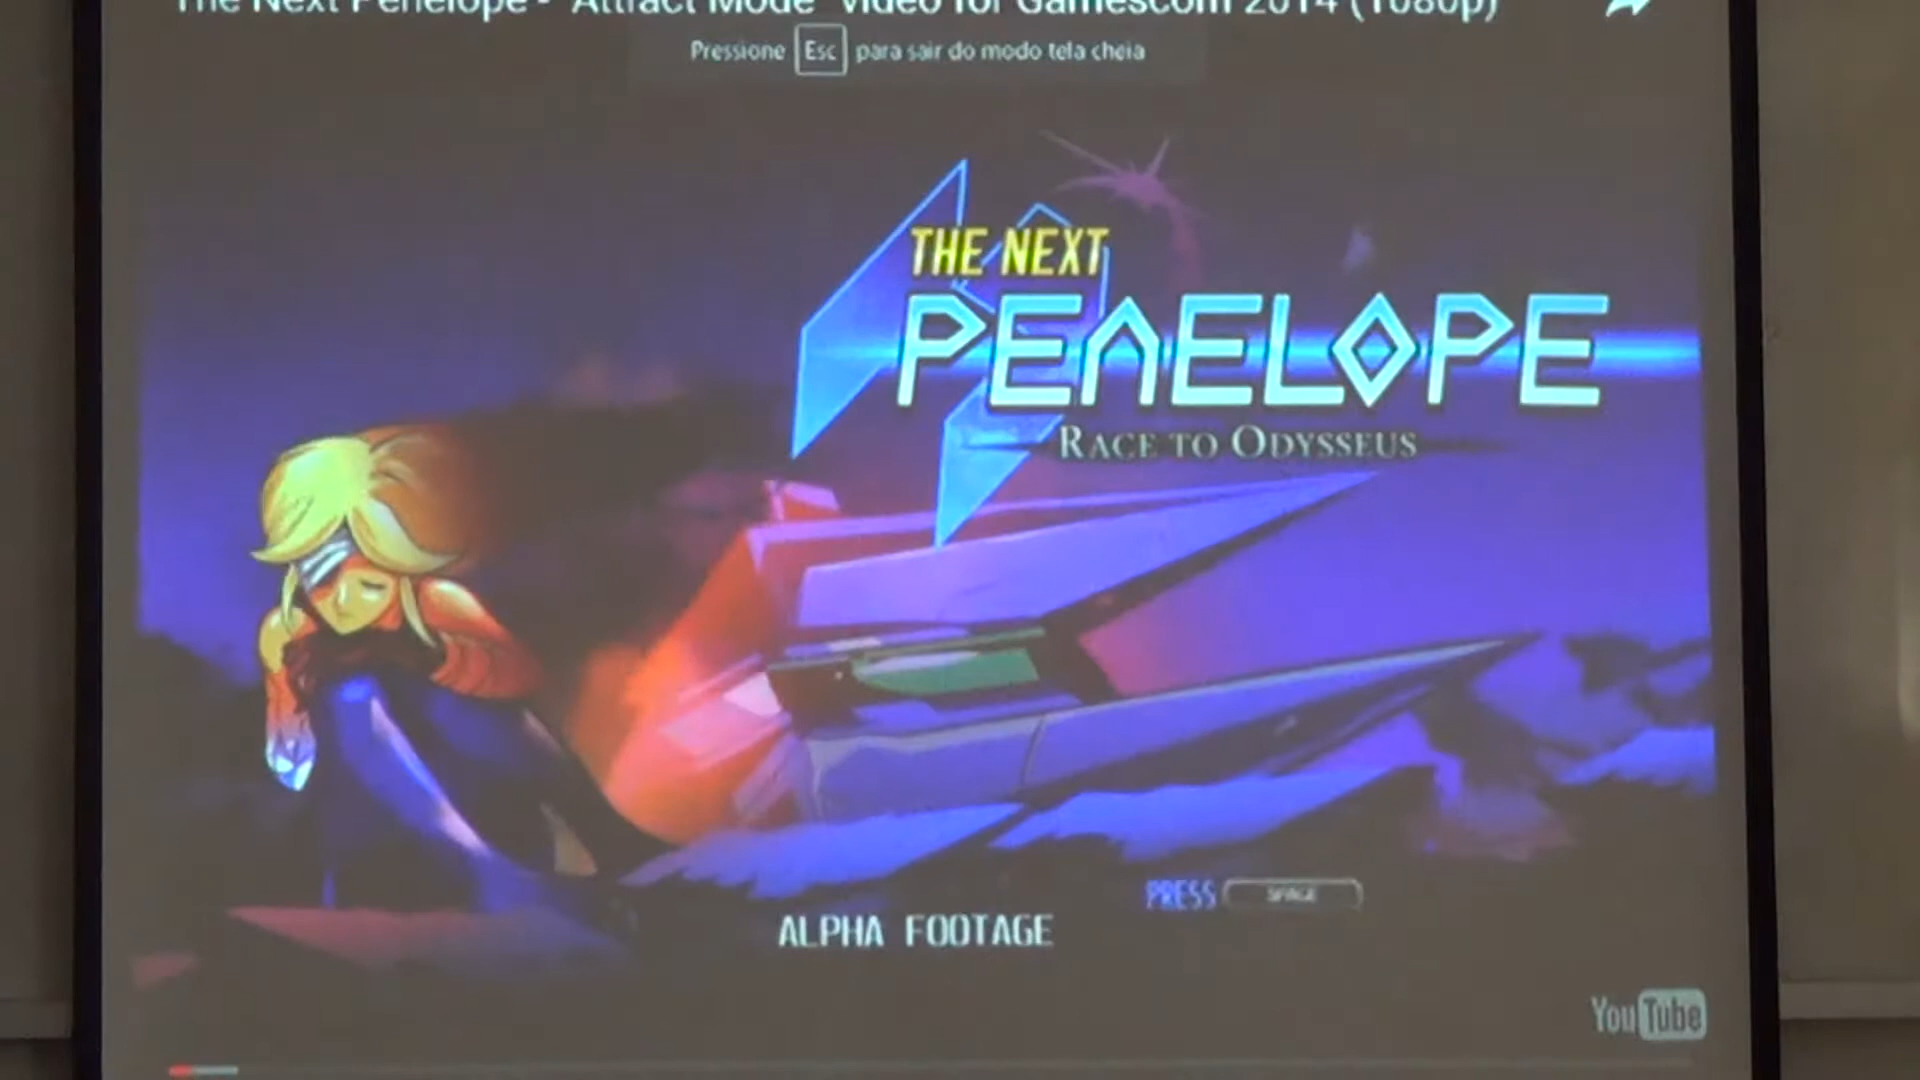 The Next Penelope - "Attract Mode" video for Gamescom 2014 (1080p)
Pressione Esc para sair do modo tela cheia
THE NEXT
PENELOPE
RACE TO ODYSSEUS
PRESS SPACE
ALPHA FOOTAGE
YouTube